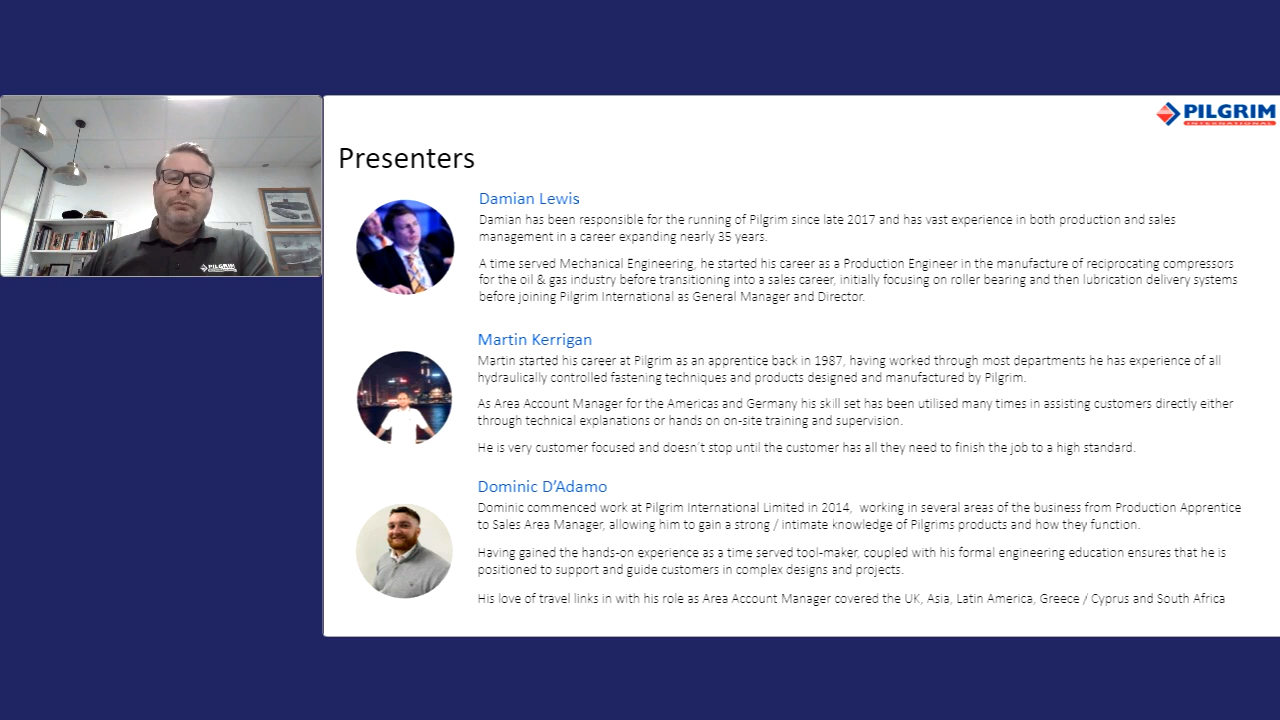 PILGRIM
INTERNATIONAL
Presenters
Damian Lewis
Damian has been responsible for the running of Pilgrim since late 2017 and has vast experience in both production and sales
management in a career expanding nearly 35 years.
A time served Mechanical Engineering, he started his career as a Production Engineer in the manufacture of reciprocating compressors
for the oil & gas industry before transitioning into a sales career, initially focusing on roller bearing and then lubrication delivery systems
before joining Pilgrim International as General Manager and Director.
Martin Kerrigan
Martin started his career at Pilgrim as an apprentice back in 1987, having worked through most departments he has experience of all
hydraulically controlled fastening techniques and products designed and manufactured by Pilgrim.
As Area Account Manager for the Americas and Germany his skill set has been utilised many times in assisting customers directly either
through technical explanations or hands on on-site training and supervision.
He is very customer focused and doesn't stop until the customer has all they need to finish the job to a high standard.
Dominic D'Adamo
Dominic commenced work at Pilgrim International Limited in 2014, working in several areas of the business from Production Apprentice
to Sales Area Manager, allowing him to gain a strong / intimate knowledge of Pilgrims products and how they function.
Having gained the hands-on experience as a time served tool-maker, coupled with his formal engineering education ensures that he is
positioned to support and guide customers in complex designs and projects.
His love of travel links in with his role as Area Account Manager covered the UK, Asia, Latin America, Greece / Cyprus and South Africa
PILGRIM